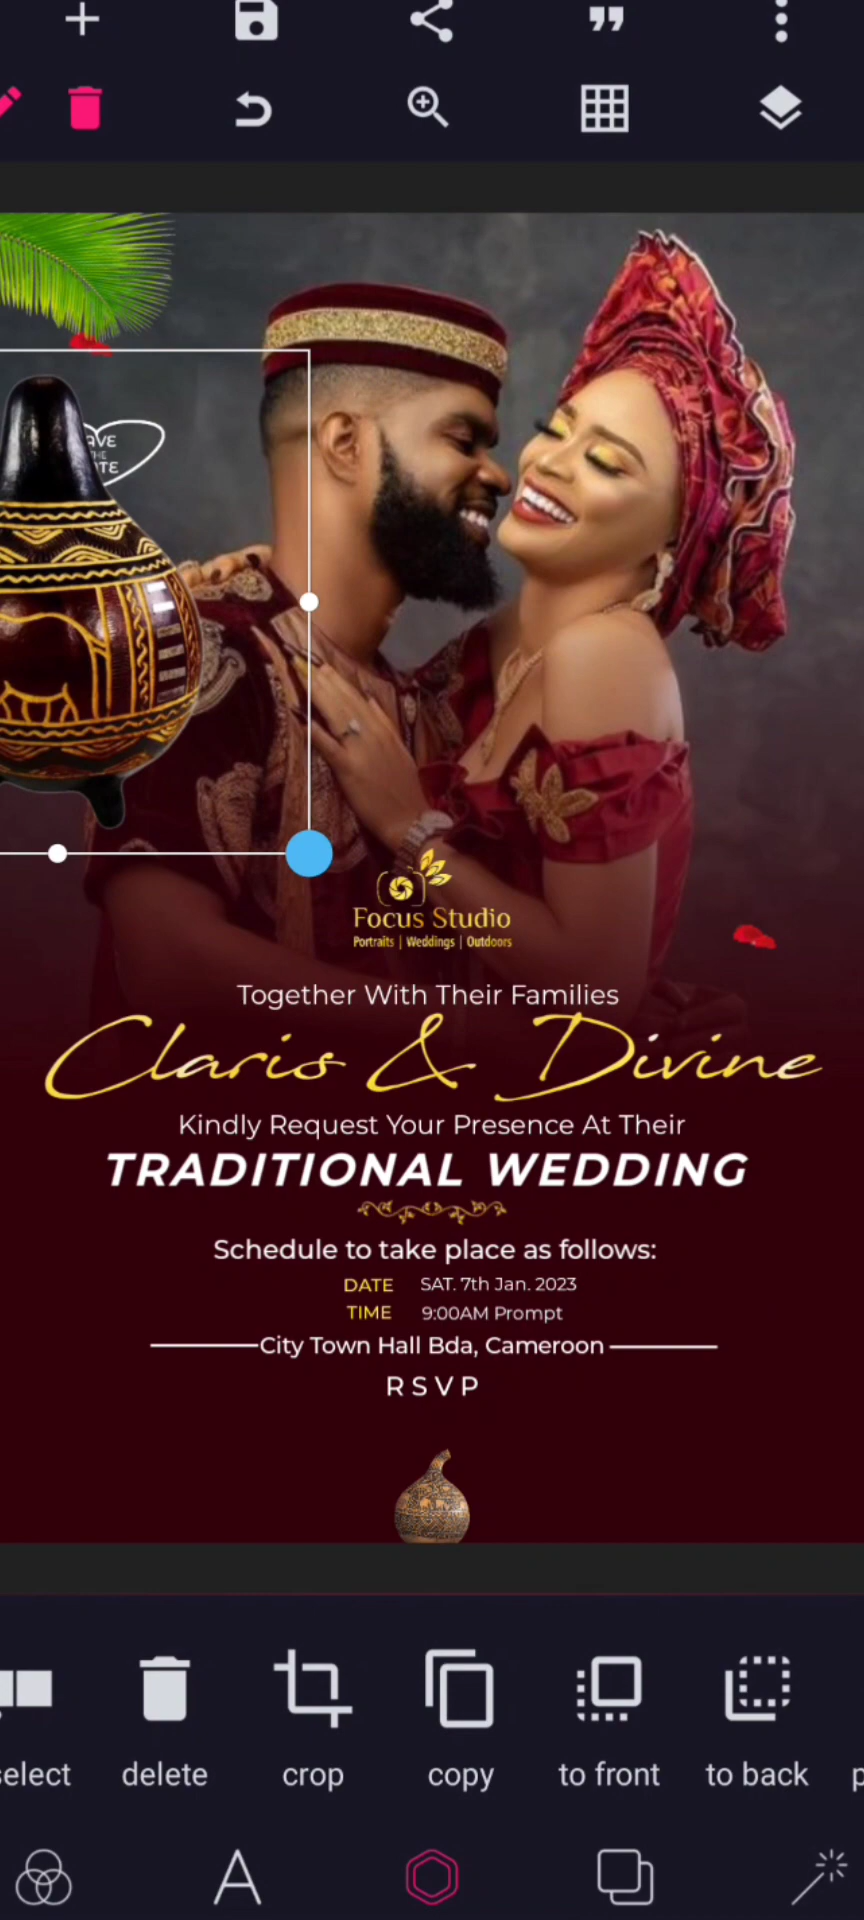 Focus Studio
Portraits | Weddings | Outdoors
Together With Their Families
Claris & Divine
Kindly Request Your Presence At Their
TRADITIONAL WEDDING
Schedule to take place as follows:
DATE SAT. 7th Jan. 2023
TIME 9:00AM Prompt
City Town Hall Bda, Cameroon
RSVP
delete crop copy to front to back